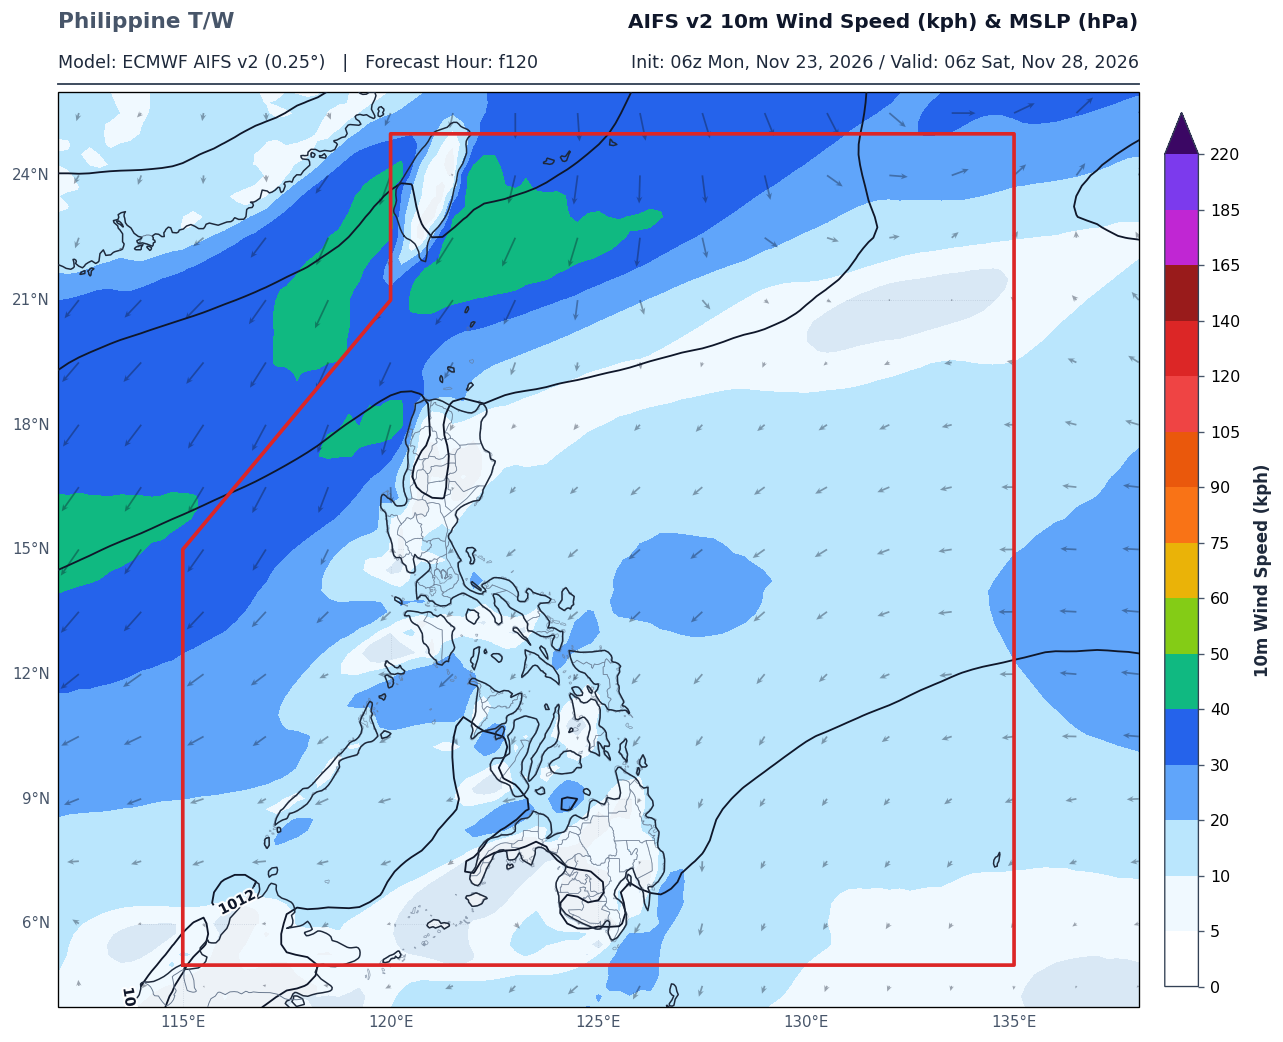 Philippine T/W
AIFS v2 10m Wind Speed (kph) & MSLP (hPa)
Model: ECMWF AIFS v2 (0.25°) | Forecast Hour: f120
Init: 06z Mon, Nov 23, 2026 / Valid: 06z Sat, Nov 28, 2026
24°N
21°N
18°N
15°N
12°N
9°N
6°N
115°E
120°E
125°E
130°E
135°E
1012
10
220
185
165
140
120
105
90
75
60
50
40
30
20
10
5
0
10m Wind Speed (kph)